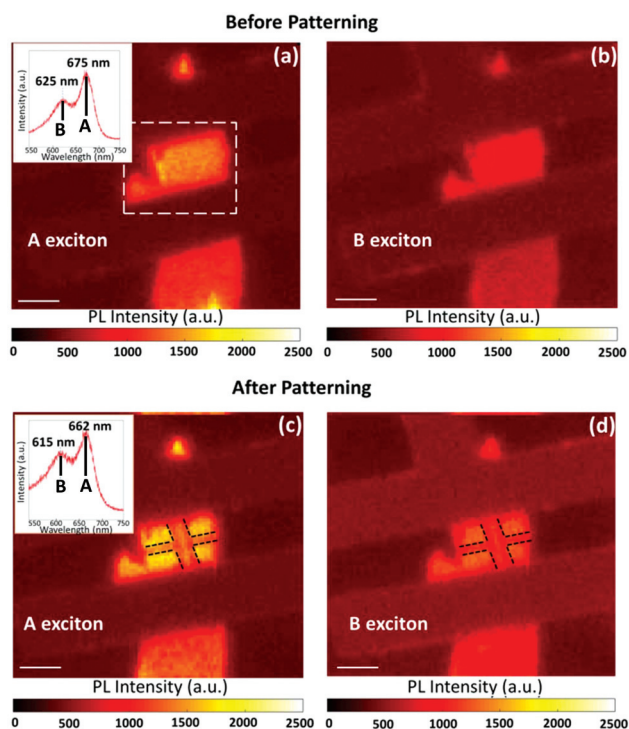 Before Patterning
(a)
675 nm
625 nm
B
A
Intensity (a.u.)
550 600 650 700 750
Wavelength (nm)
A exciton
(b)
B exciton
PL Intensity (a.u.)
0 500 1000 1500 2000 2500
PL Intensity (a.u.)
0 500 1000 1500 2000 2500
After Patterning
(c)
662 nm
615 nm
B
A
Intensity (a.u.)
550 600 650 700 750
Wavelength (nm)
A exciton
(d)
B exciton
PL Intensity (a.u.)
0 500 1000 1500 2000 2500
PL Intensity (a.u.)
0 500 1000 1500 2000 2500